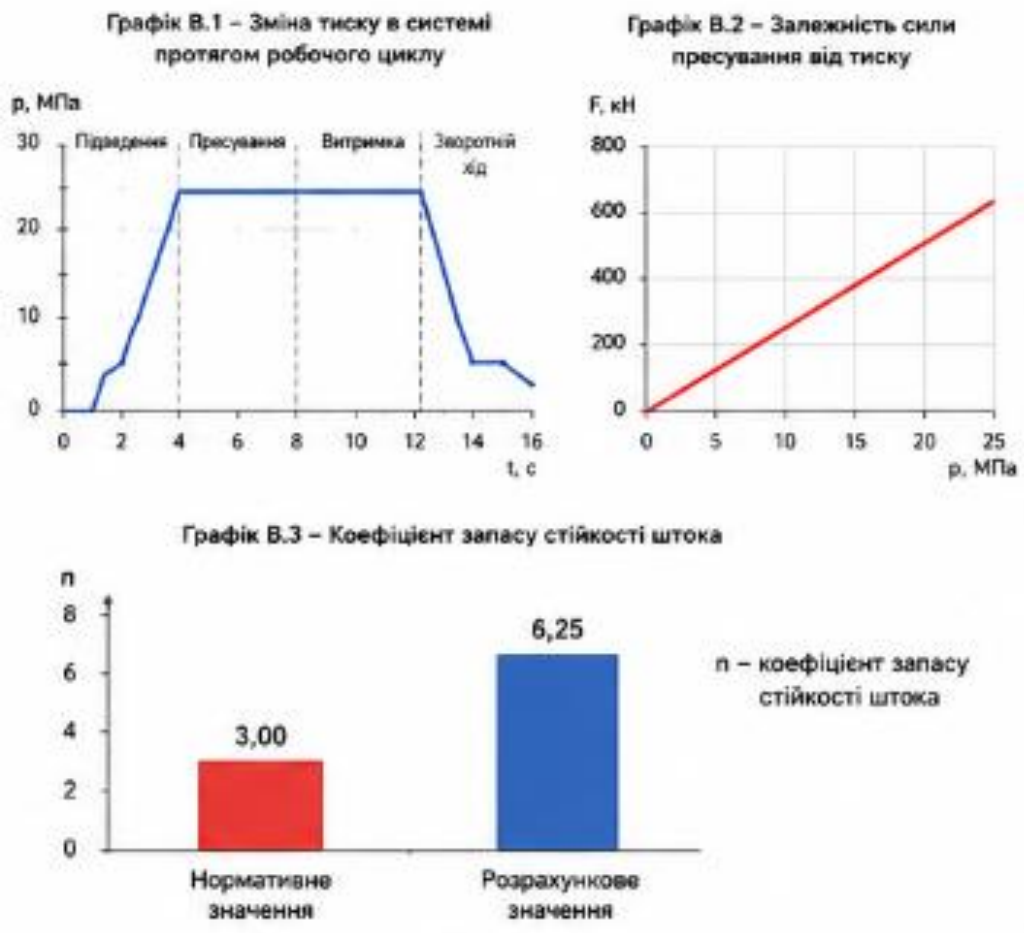 Графік В.1 – Зміна тиску в системі
протягом робочого циклу
р, МПа
30
20
10
0
Підведення
Пресування
Витримка
Зворотній
хід
0 2 4 6 8 10 12 14 16
t, с
Графік В.2 – Залежність сили
пресування від тиску
F, кН
800
600
400
200
0
0 5 10 15 20 25
р, МПа
Графік В.3 – Коефіцієнт запасу стійкості штока
n
8
6
4
2
0
3,00
6,25
Нормативне
значення
Розрахункове
значення
n – коефіцієнт запасу
стійкості штока